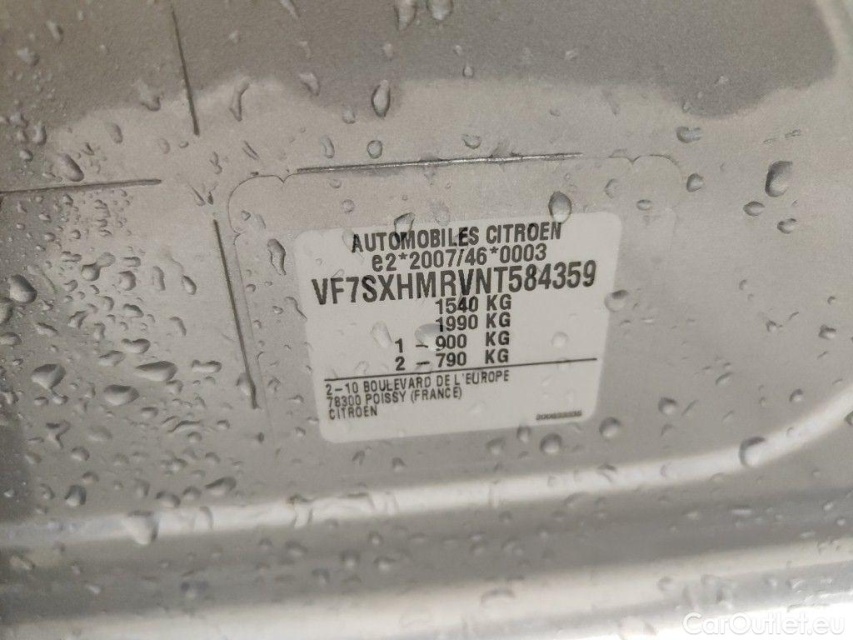 AUTOMOBILES CITROEN
e2*2007/46*0003
VF7SXHMRVNT584359
1540 KG
1990 KG
1 - 900 KG
2 - 790 KG
2-10 BOULEVARD DE L'EUROPE
78300 POISSY (FRANCE)
CITROEN
CarOutlet.eu